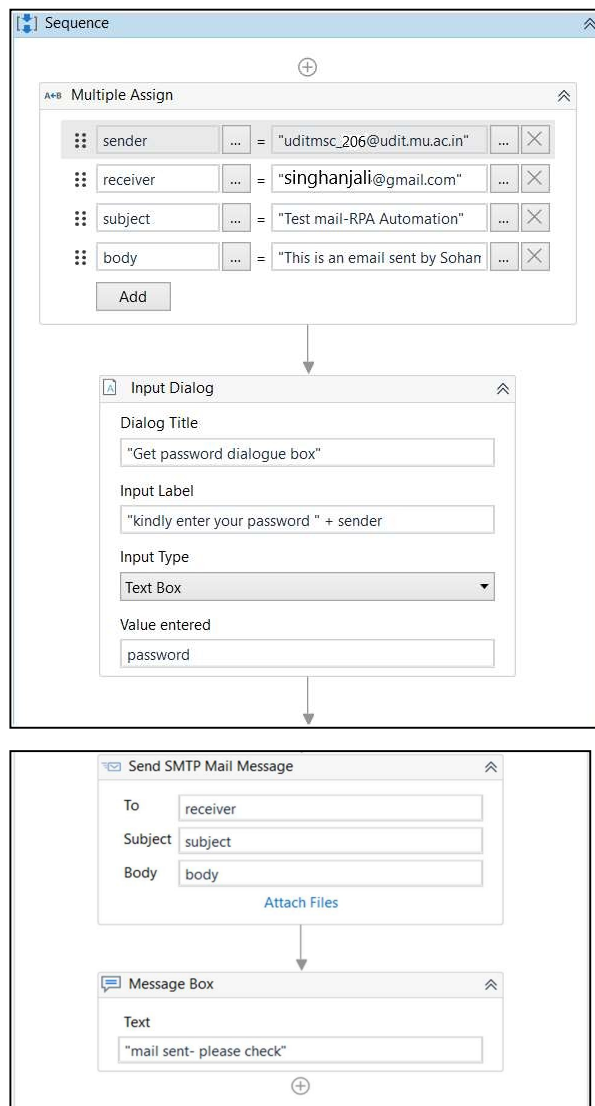 Sequence
A+B Multiple Assign
sender ... = "uditmsc_206@udit.mu.ac.in" ...
receiver ... = "singhanjali@gmail.com" ...
subject ... = "Test mail-RPA Automation" ...
body ... = "This is an email sent by Soham ...
Add
A Input Dialog
Dialog Title
"Get password dialogue box"
Input Label
"kindly enter your password " + sender
Input Type
Text Box
Value entered
password
Send SMTP Mail Message
To receiver
Subject subject
Body body
Attach Files
Message Box
Text
"mail sent- please check"